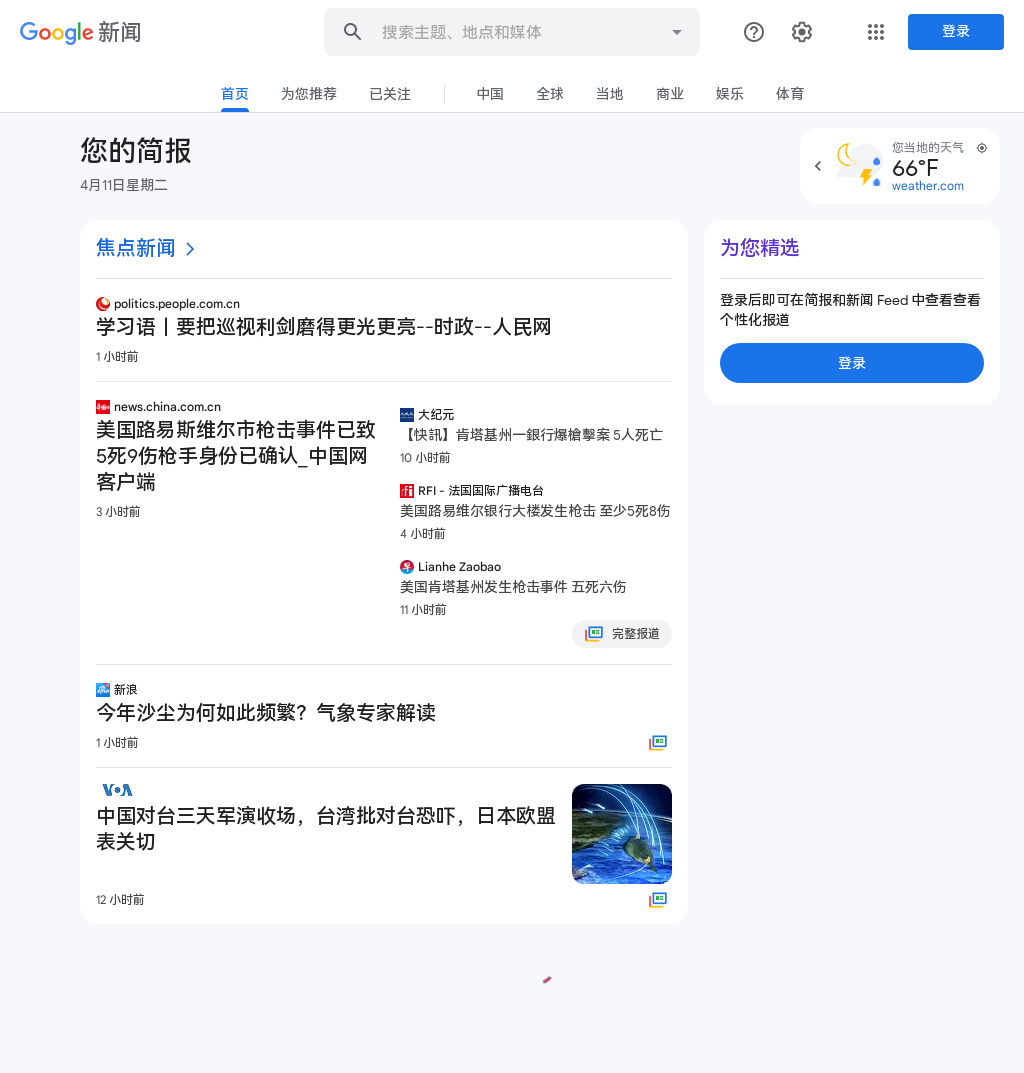 Google 新闻
搜索主题、地点和媒体
登录
首页 为您推荐 已关注 中国 全球 当地 商业 娱乐 体育
您的简报
4月11日星期二
您当地的天气
66°F
weather.com
焦点新闻
politics.people.com.cn
学习语丨要把巡视利剑磨得更光更亮--时政--人民网
1 小时前
news.china.com.cn
美国路易斯维尔市枪击事件已致
5死9伤枪手身份已确认_中国网
客户端
3 小时前
大纪元
【快訊】肯塔基州一銀行爆槍擊案 5人死亡
10 小时前
RFI - 法国国际广播电台
美国路易维尔银行大楼发生枪击 至少5死8伤
4 小时前
Lianhe Zaobao
美国肯塔基州发生枪击事件 五死六伤
11 小时前
完整报道
新浪
今年沙尘为何如此频繁？气象专家解读
1 小时前
VOA
中国对台三天军演收场，台湾批对台恐吓，日本欧盟
表关切
12 小时前
为您精选
登录后即可在简报和新闻 Feed 中查看查看
个性化报道
登录